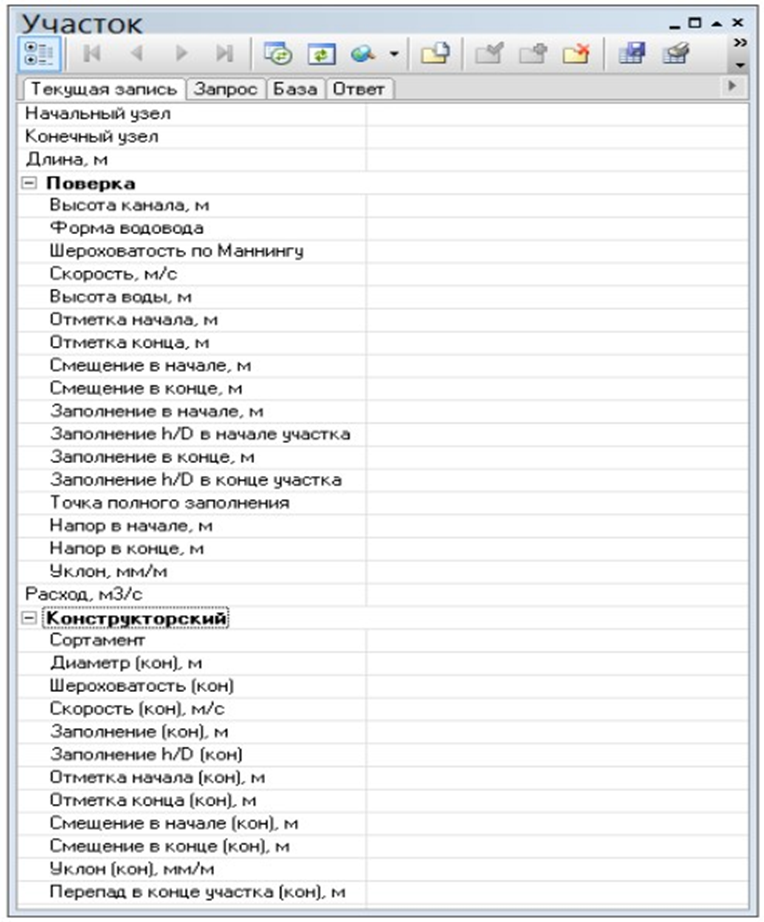 Участок
Текущая запись Запрос База Ответ
Начальный узел
Конечный узел
Длина, м
Поверка
Высота канала, м
Форма водовода
Шероховатость по Маннингу
Скорость, м/с
Высота воды, м
Отметка начала, м
Отметка конца, м
Смещение в начале, м
Смещение в конце, м
Заполнение в начале, м
Заполнение h/D в начале участка
Заполнение в конце, м
Заполнение h/D в конце участка
Точка полного заполнения
Напор в начале, м
Напор в конце, м
Уклон, мм/м
Расход, м3/с
Конструкторский
Сортамент
Диаметр (кон), м
Шероховатость (кон)
Скорость (кон), м/с
Заполнение (кон), м
Заполнение h/D (кон)
Отметка начала (кон), м
Отметка конца (кон), м
Смещение в начале (кон), м
Смещение в конце (кон), м
Уклон (кон), мм/м
Перепад в конце участка (кон), м